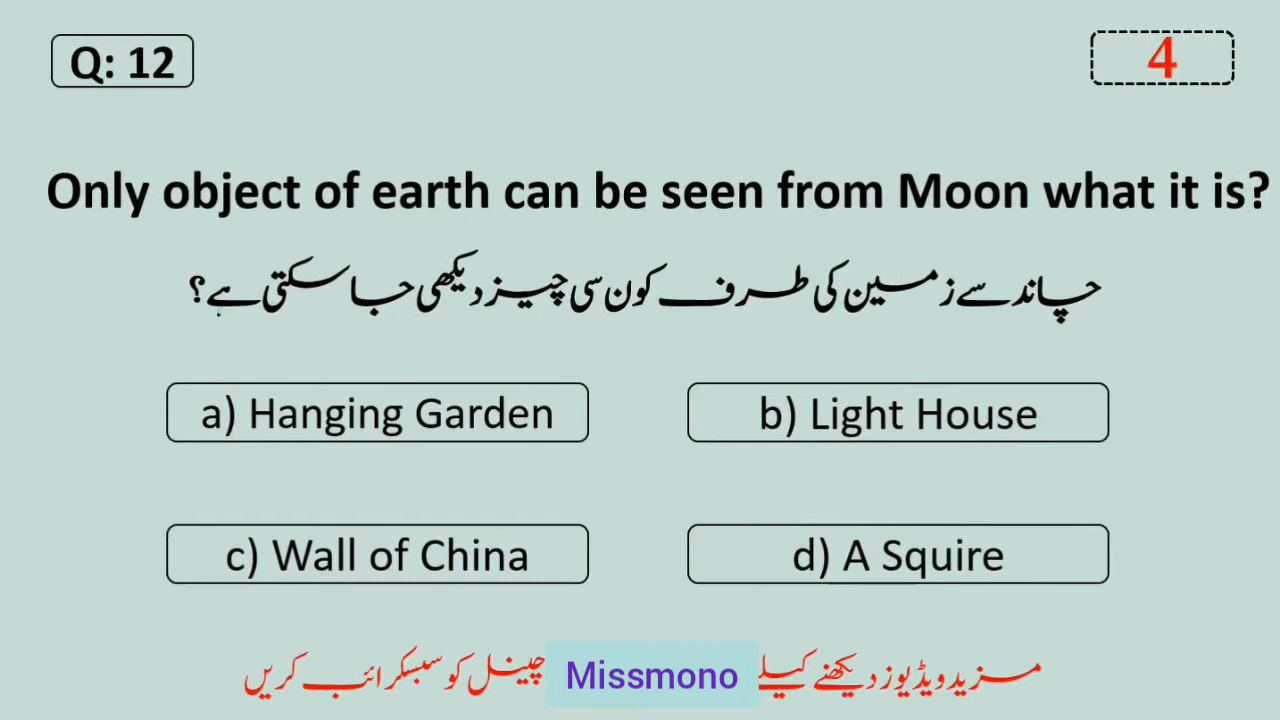 Q: 12
4
Only object of earth can be seen from Moon what it is?
چاند سے زمین کی طرف کون سی چیز دیکھی جا سکتی ہے؟
a) Hanging Garden
b) Light House
c) Wall of China
d) A Squire
مزید ویڈیوز دیکھنے کیلے Missmono چینل کو سبسکرائب کریں